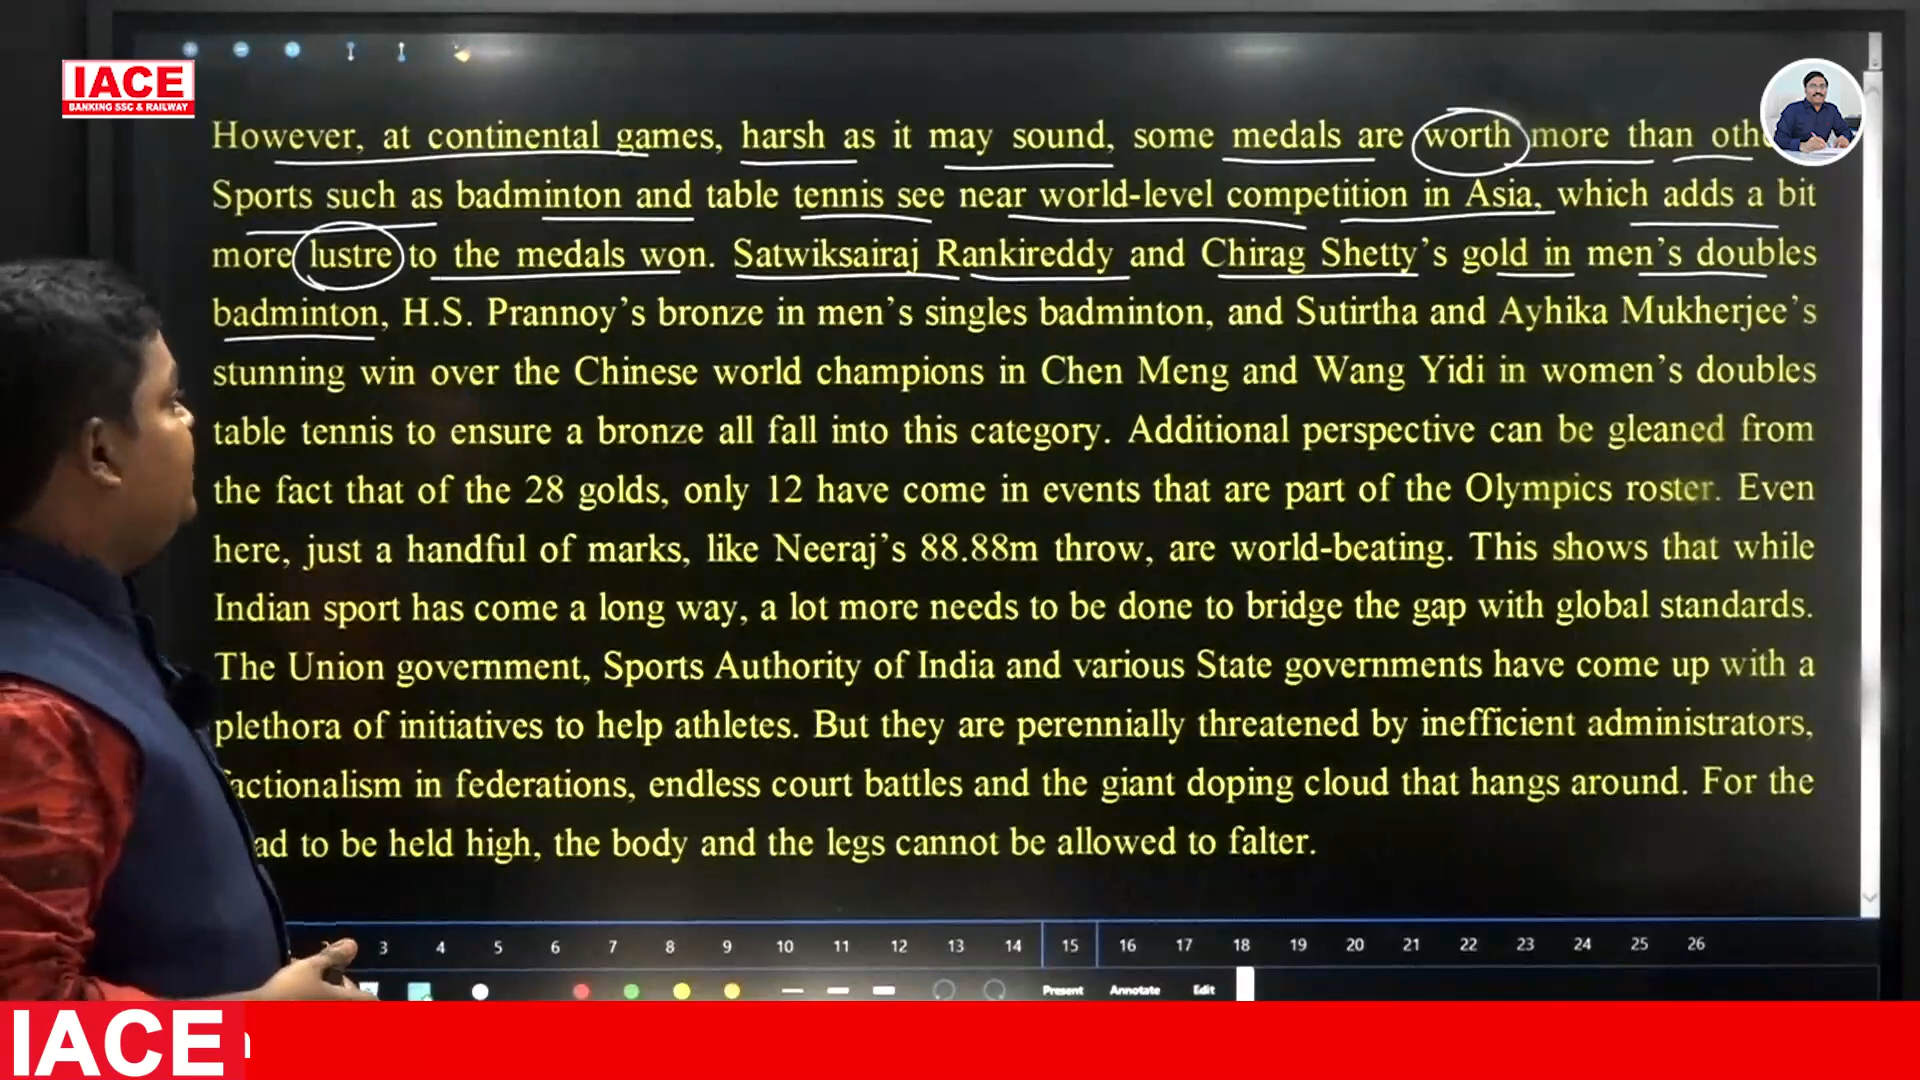 IACE
BANKING SSC & RAILWAY
However, at continental games, harsh as it may sound, some medals are worth more than
Sports such as badminton and table tennis see near world-level competition in Asia, which adds a bit
more lustre to the medals won. Satwiksairaj Rankireddy and Chirag Shetty's gold in men's doubles
badminton, H.S. Prannoy's bronze in men's singles badminton, and Sutirtha and Ayhika Mukherjee's
stunning win over the Chinese world champions in Chen Meng and Wang Yidi in women's doubles
table tennis to ensure a bronze all fall into this category. Additional perspective can be gleaned from
the fact that of the 28 golds, only 12 have come in events that are part of the Olympics roster. Even
here, just a handful of marks, like Neeraj's 88.88m throw, are world-beating. This shows that while
Indian sport has come a long way, a lot more needs to be done to bridge the gap with global standards.
The Union government, Sports Authority of India and various State governments have come up with a
plethora of initiatives to help athletes. But they are perennially threatened by inefficient administrators,
factionalism in federations, endless court battles and the giant doping cloud that hangs around. For the
to be held high, the body and the legs cannot be allowed to falter.
3 4 5 6 7 8 9 10 11 12 13 14 15 16 17 18 19 20 21 22 23 24 25 26
Present Annotate Edit
IACE